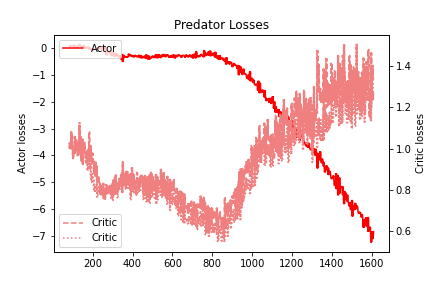 Predator Losses
Actor
Critic
Critic
Actor losses
Critic losses
0
−1
−2
−3
−4
−5
−6
−7
1.4
1.2
1.0
0.8
0.6
200 400 600 800 1000 1200 1400 1600